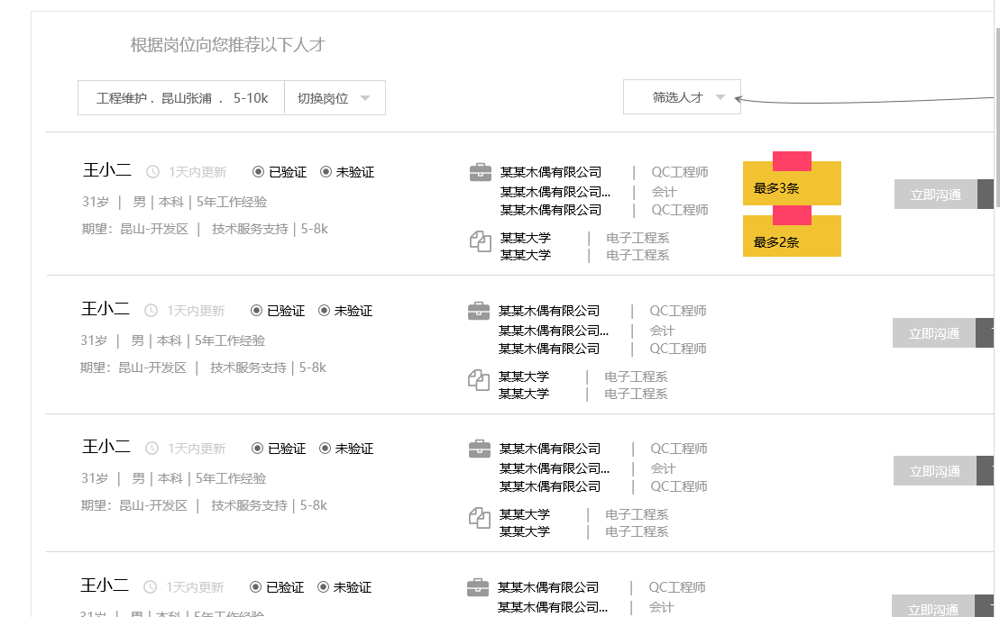 根据岗位向您推荐以下人才
工程维护 . 昆山张浦 . 5-10k 切换岗位 筛选人才
王小二 1天内更新 已验证 未验证
31岁 | 男 | 本科 | 5年工作经验
期望：昆山-开发区 | 技术服务支持 | 5-8k
某某木偶有限公司 | QC工程师
某某木偶有限公司... | 会计
某某木偶有限公司 | QC工程师
某某大学 | 电子工程系
某某大学 | 电子工程系
最多3条
最多2条
立即沟通
王小二 1天内更新 已验证 未验证
31岁 | 男 | 本科 | 5年工作经验
期望：昆山-开发区 | 技术服务支持 | 5-8k
某某木偶有限公司 | QC工程师
某某木偶有限公司... | 会计
某某木偶有限公司 | QC工程师
某某大学 | 电子工程系
某某大学 | 电子工程系
立即沟通
王小二 1天内更新 已验证 未验证
31岁 | 男 | 本科 | 5年工作经验
期望：昆山-开发区 | 技术服务支持 | 5-8k
某某木偶有限公司 | QC工程师
某某木偶有限公司... | 会计
某某木偶有限公司 | QC工程师
某某大学 | 电子工程系
某某大学 | 电子工程系
立即沟通
王小二 1天内更新 已验证 未验证
31岁 | 男 | 本科 | 5年工作经验
某某木偶有限公司 | QC工程师
某某木偶有限公司... | 会计
立即沟通